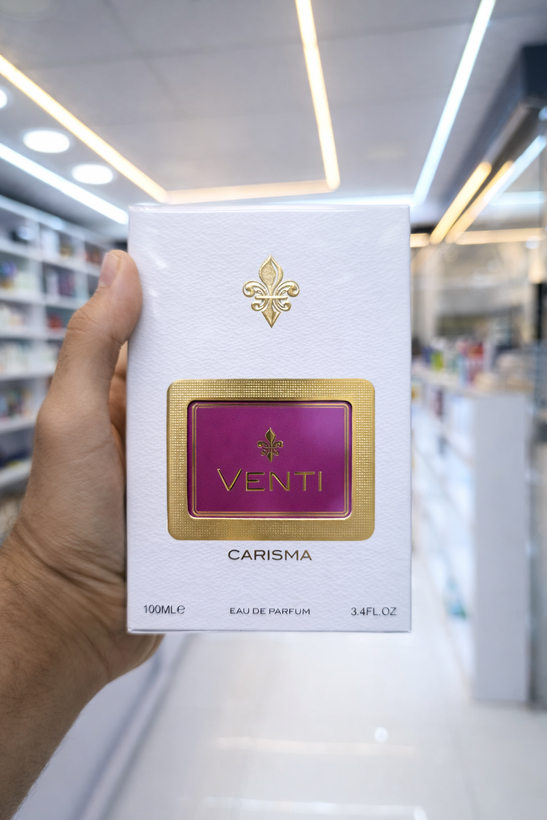 VENTI
CARISMA
100ML℮ EAU DE PARFUM 3.4FL.OZ